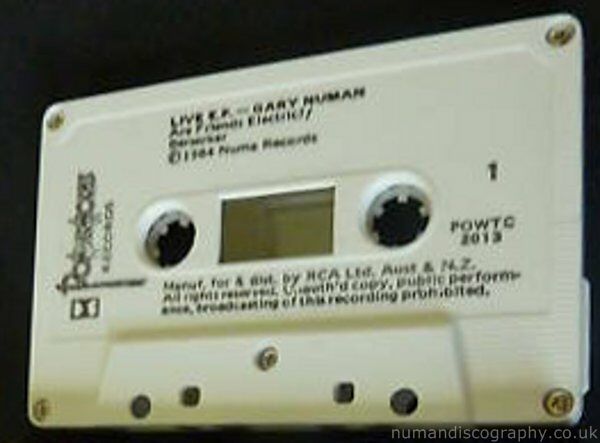 LIVE E.P. — GARY NUMAN
Are Friends Electric? /
Berserker
©1984 Numa Records
1
RECORDS
POWTC
2013
Manuf. for & dist. by RCA Ltd. Aust & N.Z.
All rights reserved. Unauth'd copy, public perform-
ance, broadcasting of this recording prohibited.
numandiscography.co.uk